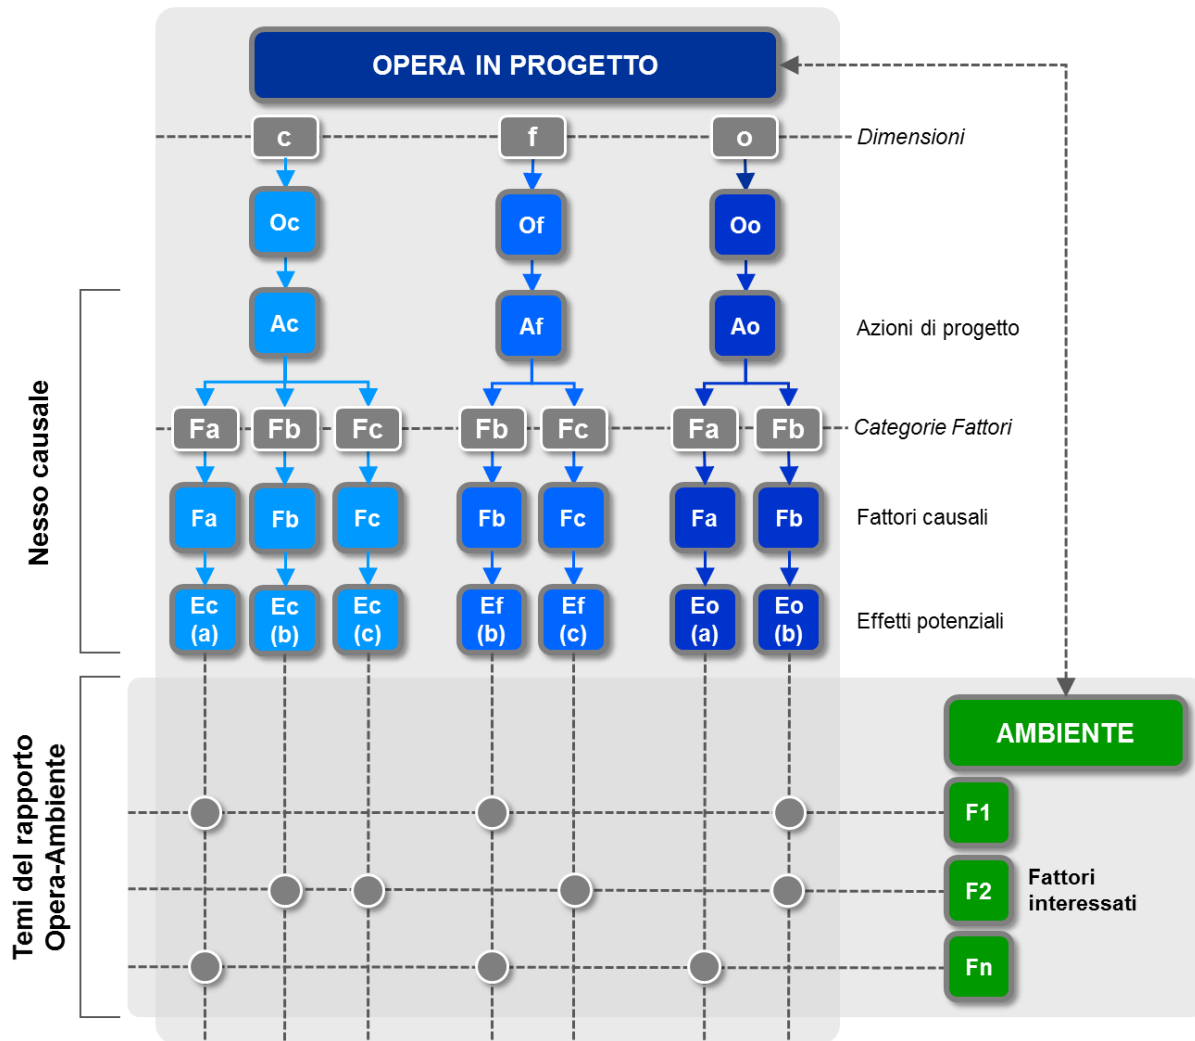 OPERA IN PROGETTO
c f o Dimensioni
Oc Of Oo
Ac Af Ao Azioni di progetto
Fa Fb Fc Fb Fc Fa Fb Categorie Fattori
Fa Fb Fc Fb Fc Fa Fb Fattori causali
Ec Ec Ec Ef Ef Eo Eo
(a) (b) (c) (b) (c) (a) (b)
Effetti potenziali
Nesso causale
AMBIENTE
F1
F2
Fattori
interessati
Fn
Temi del rapporto
Opera-Ambiente